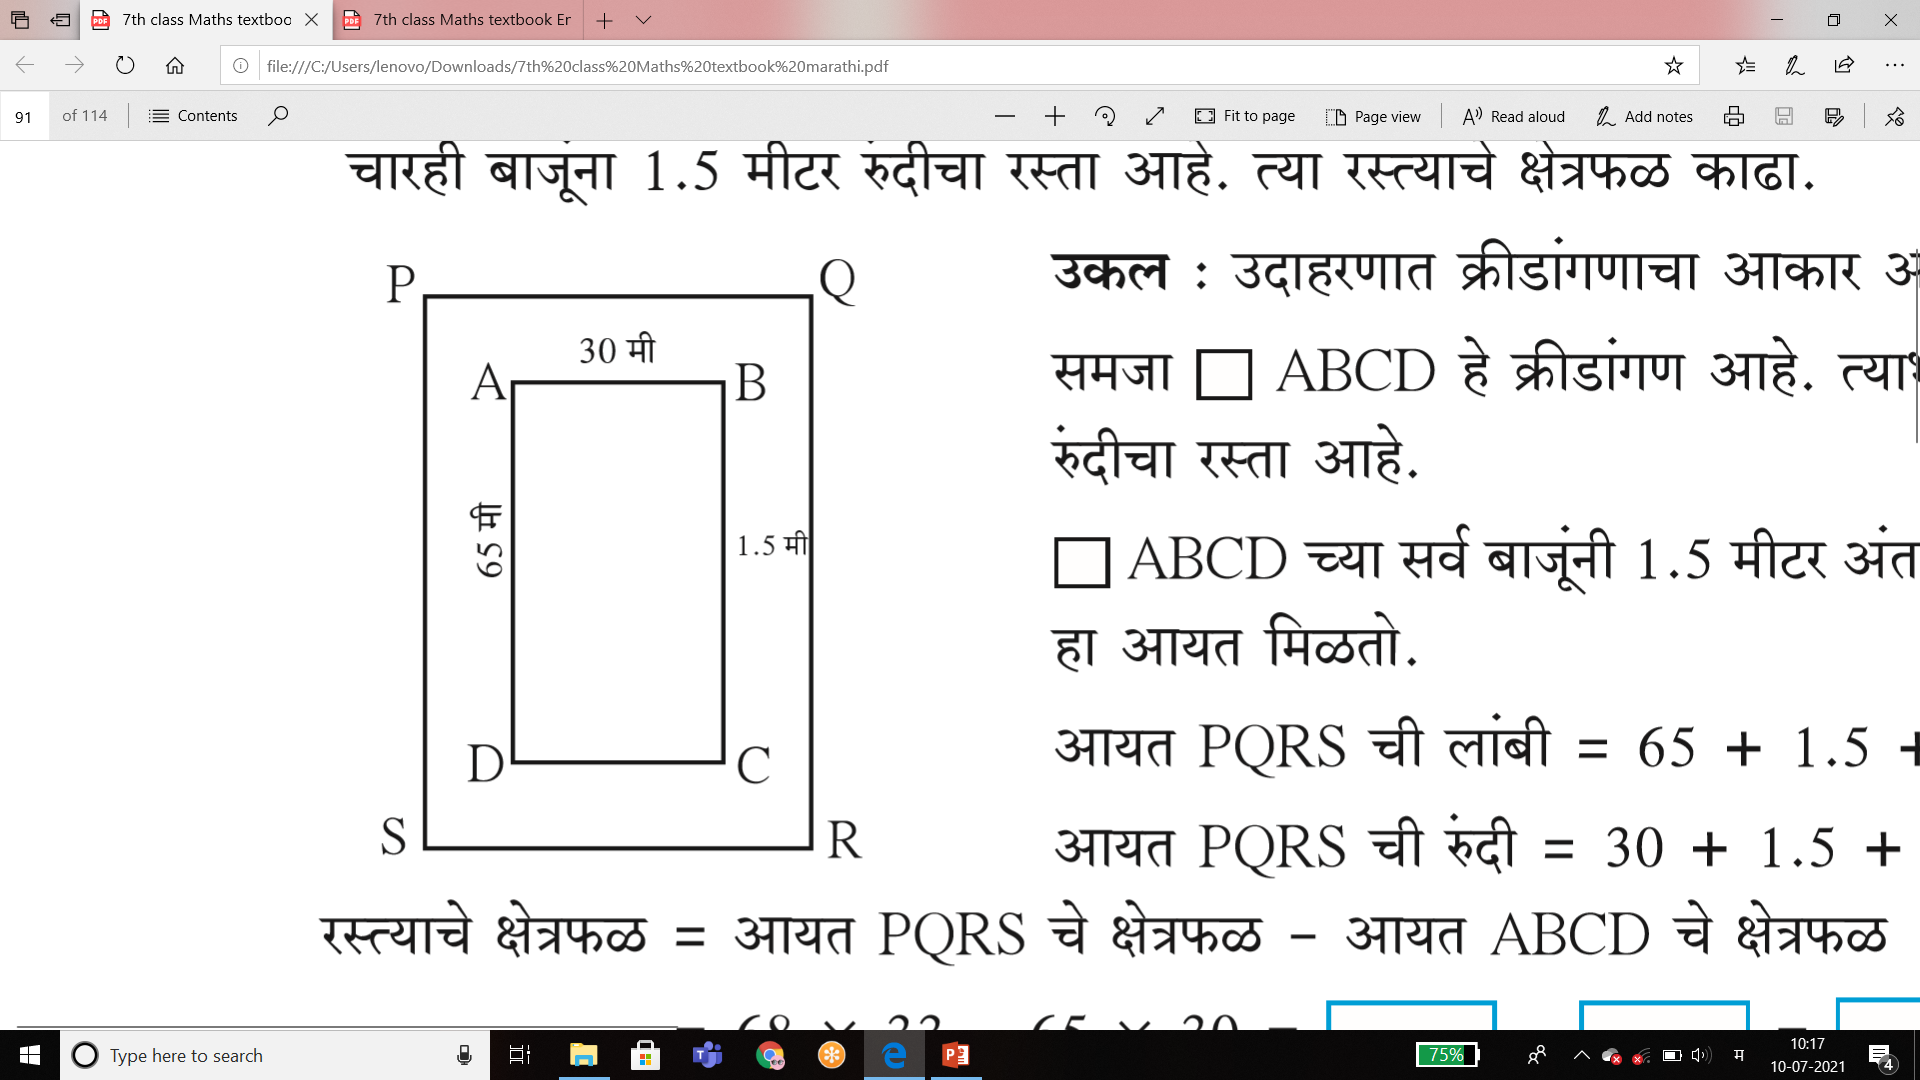 7th class Maths textboo
7th class Maths textbook Er
file:///C:/Users/lenovo/Downloads/7th%20class%20Maths%20textbook%20marathi.pdf
91 of 114 Contents Fit to page Page view Read aloud Add notes
चारही बाजूंना 1.5 मीटर रुंदीचा रस्ता आहे. त्या रस्त्याचे क्षेत्रफळ काढा.
P
Q
30 मी
A
B
65 मी
1.5 मी
D
C
S
R
उकल : उदाहरणात क्रीडांगणाचा आकार
समजा □ ABCD हे क्रीडांगण आहे.
रुंदीचा रस्ता आहे.
□ ABCD च्या सर्व बाजूंनी 1.5 मीटर अंत
हा आयत मिळतो.
आयत PQRS ची लांबी = 65 + 1.5 +
आयत PQRS ची रुंदी = 30 + 1.5 +
रस्त्याचे क्षेत्रफळ = आयत PQRS चे क्षेत्रफळ - आयत ABCD चे क्षेत्रफळ
Type here to search
75%
म
10:17
10-07-2021
4